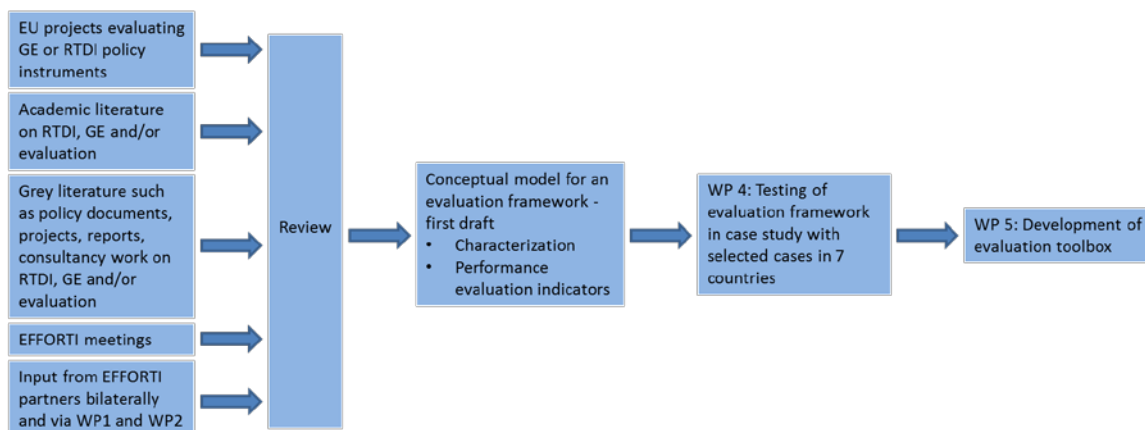 EU projects evaluating
GE or RTDI policy
instruments
Academic literature
on RTDI, GE and/or
evaluation
Grey literature such
as policy documents,
projects, reports,
consultancy work on
RTDI, GE and/or
evaluation
EFFORTI meetings
Input from EFFORTI
partners bilaterally
and via WP1 and WP2
Review
Conceptual model for an
evaluation framework -
first draft
• Characterization
• Performance
evaluation indicators
WP 4: Testing of
evaluation framework
in case study with
selected cases in 7
countries
WP 5: Development of
evaluation toolbox